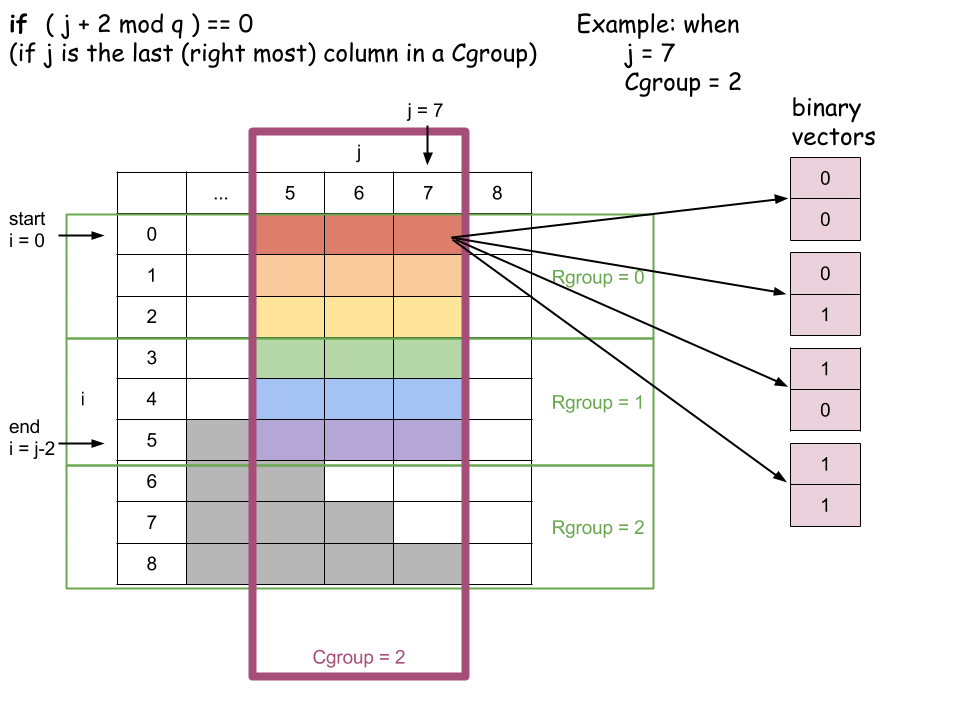 if ( j + 2 mod q ) == 0
(if j is the last (right most) column in a Cgroup)
Example: when
j = 7
Cgroup = 2
binary
vectors
j = 7
j
... 5 6 7 8
start
i = 0
0
1
2
Rgroup = 0
3
4
5
Rgroup = 1
i
end
i = j-2
6
7
8
Rgroup = 2
Cgroup = 2
0
0
0
1
1
0
1
1